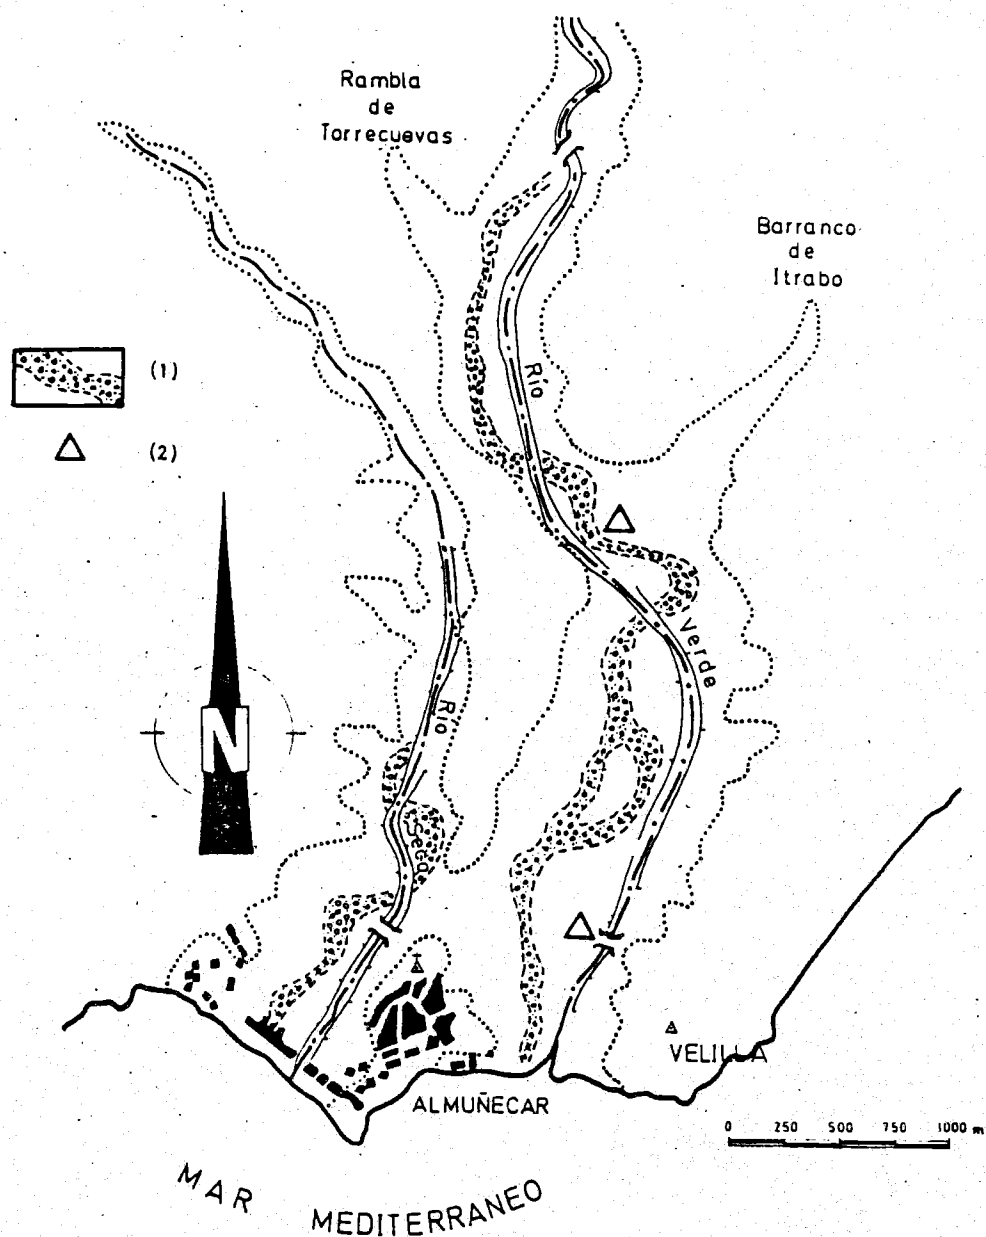 Rambla
de
Torrecuevas
Barranco
de
Itrabo
(1)
Río
(2)
Verde
Río
N
Seco
VELILLA
ALMUÑECAR
0 250 500 750 1000 m
MAR MEDITERRANEO